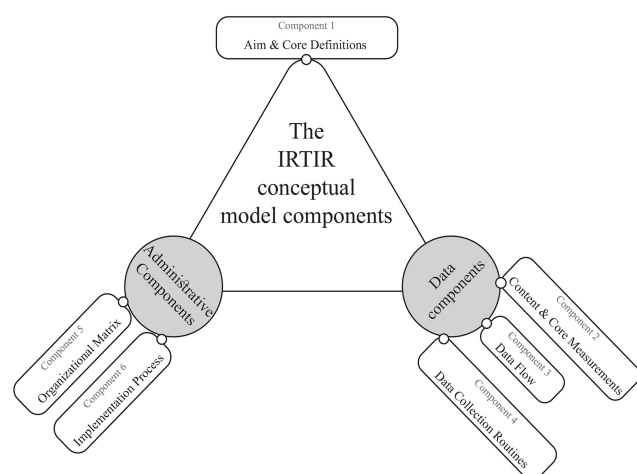 Component 1
Aim & Core Definitions
The
IRTIR
conceptual
model components
Administrative
Components
Data
components
Component 2
Content & Core Measurements
Component 3
Data Flow
Component 4
Data Collection Routines
Component 5
Organizational Matrix
Component 6
Implementation Process